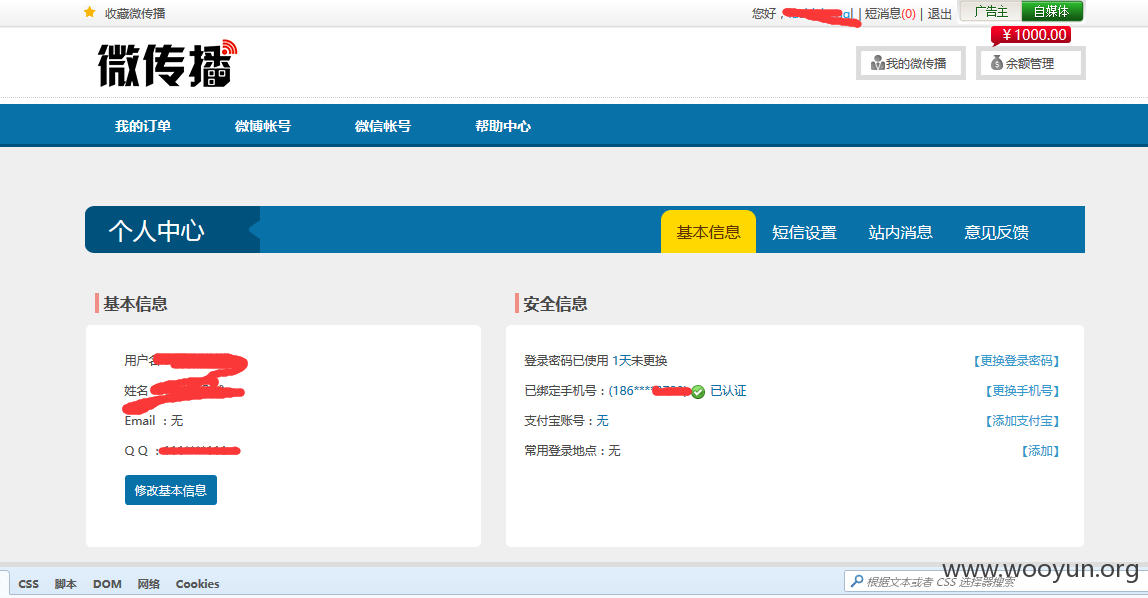 收藏微传播
您好， | 短消息(0) | 退出
广告主 自媒体
¥ 1000.00
微传播
我的微传播 余额管理
我的订单 微博帐号 微信帐号 帮助中心
个人中心 基本信息 短信设置 站内消息 意见反馈
基本信息
安全信息
用户名
登录密码已使用 1天未更换 【更换登录密码】
姓名
已绑定手机号：(186**** 已认证 【更换手机号】
Email ：无
支付宝账号：无 【添加支付宝】
Q Q ：
常用登录地点：无 【添加】
修改基本信息
CSS 脚本 DOM 网络 Cookies
根据文本或者 CSS 选择器搜索
www.wooyun.org